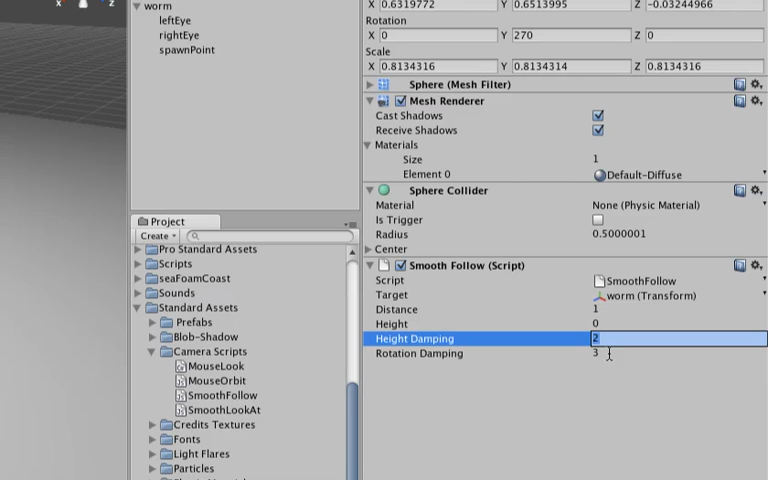 x z
worm
leftEye
rightEye
spawnPoint
X 0.6319772 Y 0.6513995 Z -0.03244966
Rotation
X 0 Y 270 Z 0
Scale
X 0.8134316 Y 0.8134314 Z 0.8134316
Sphere (Mesh Filter)
Mesh Renderer
Cast Shadows
Receive Shadows
Materials
Size 1
Element 0 Default-Diffuse
Sphere Collider
Material None (Physic Material)
Is Trigger
Radius 0.5000001
Center
Smooth Follow (Script)
Script SmoothFollow
Target worm (Transform)
Distance 1
Height 0
Height Damping 2
Rotation Damping 3
Project
Create
Pro Standard Assets
Scripts
seaFoamCoast
Sounds
Standard Assets
Prefabs
Blob-Shadow
Camera Scripts
MouseLook
MouseOrbit
SmoothFollow
SmoothLookAt
Credits Textures
Fonts
Light Flares
Particles